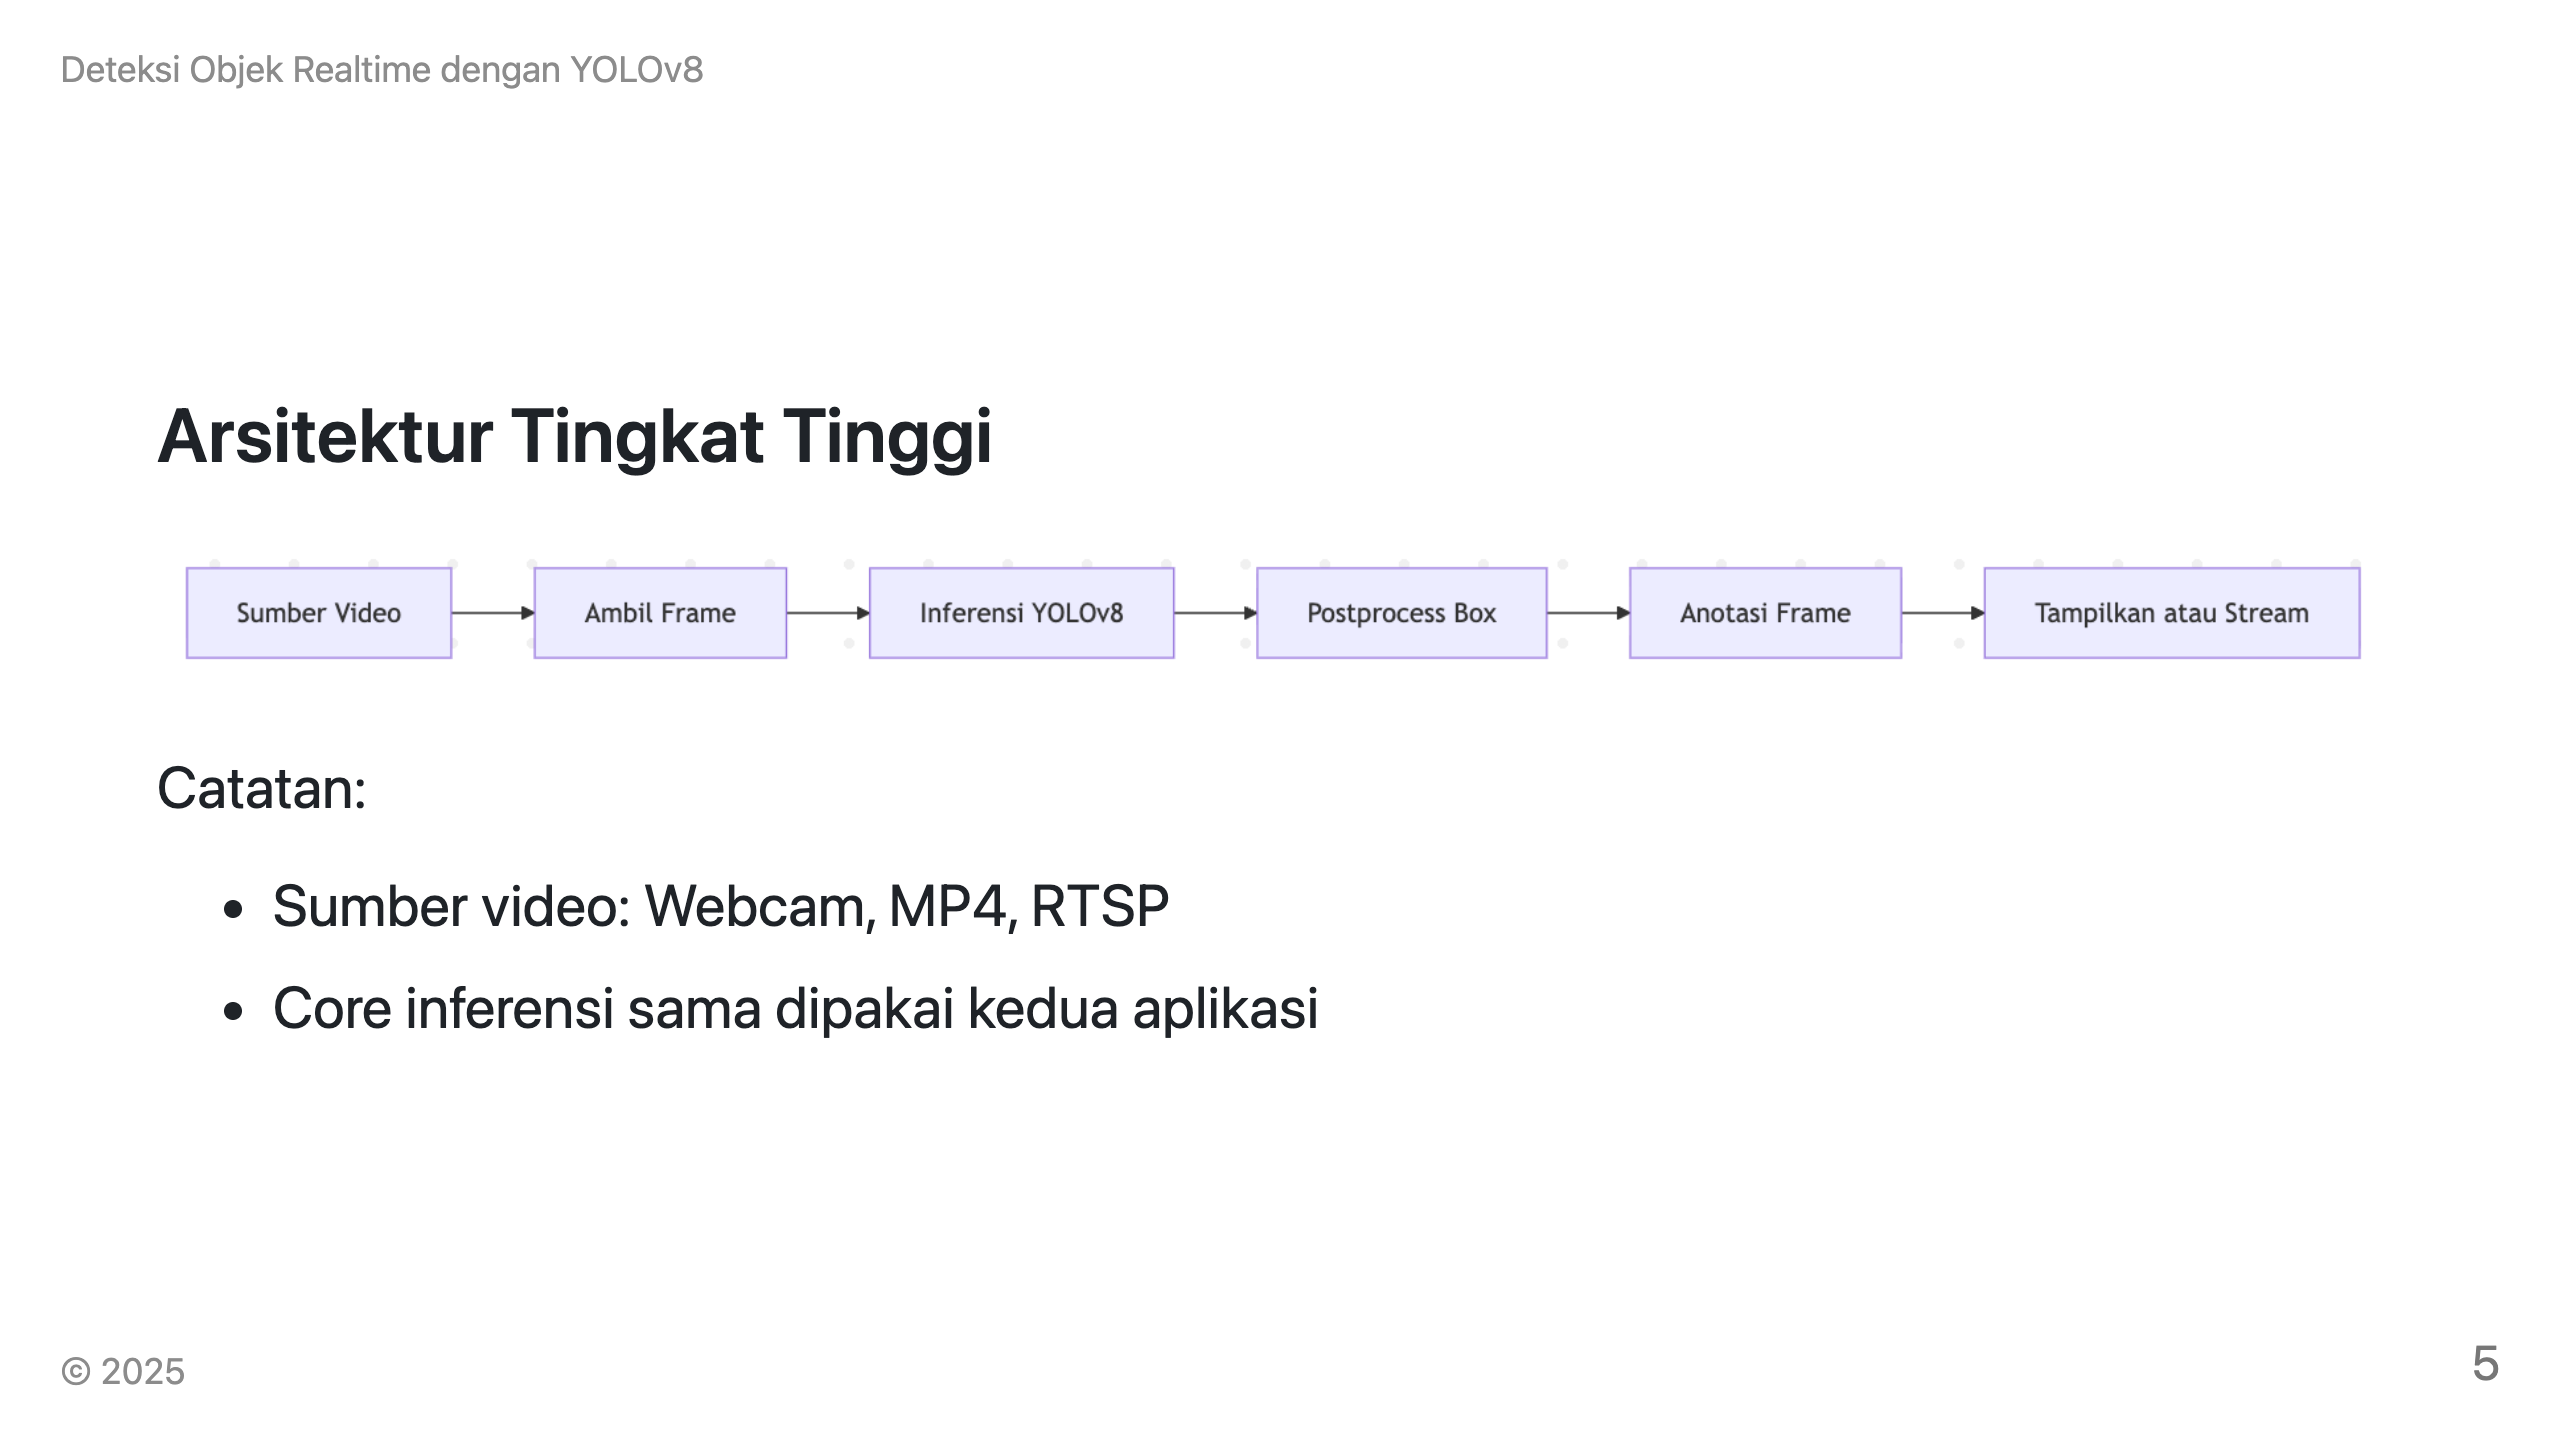 Deteksi Objek Realtime dengan YOLOv8
Arsitektur Tingkat Tinggi
Sumber Video
Ambil Frame
Inferensi YOLOv8
Postprocess Box
Anotasi Frame
Tampilkan atau Stream
Catatan:
• Sumber video: Webcam, MP4, RTSP
• Core inferensi sama dipakai kedua aplikasi
© 2025
5